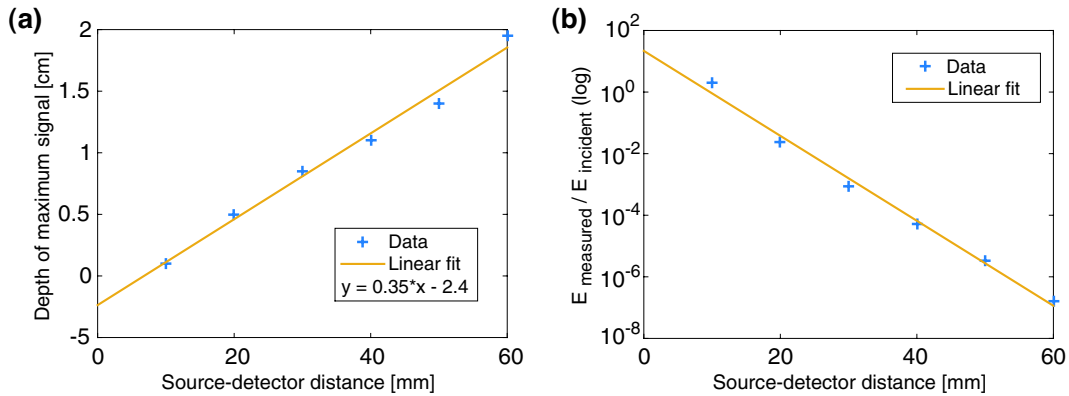 (a)
Depth of maximum signal [cm]
2
1.5
1
0.5
0
-5
0
20
40
60
Source-detector distance [mm]
Data
Linear fit
y = 0.35*x - 2.4
(b)
E measured / E incident (log)
10^2
10^0
10^-2
10^-4
10^-6
10^-8
0
20
40
60
Source-detector distance [mm]
Data
Linear fit